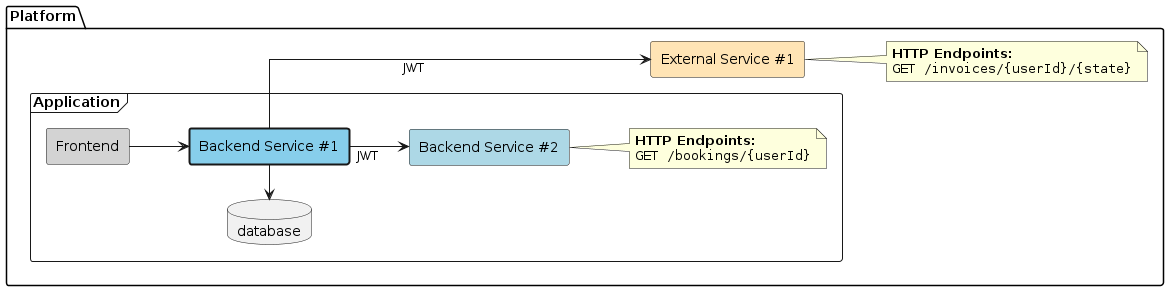 Platform
External Service #1
HTTP Endpoints:
GET /invoices/{userId}/{state}
JWT
Application
Frontend
Backend Service #1
JWT
Backend Service #2
HTTP Endpoints:
GET /bookings/{userId}
database